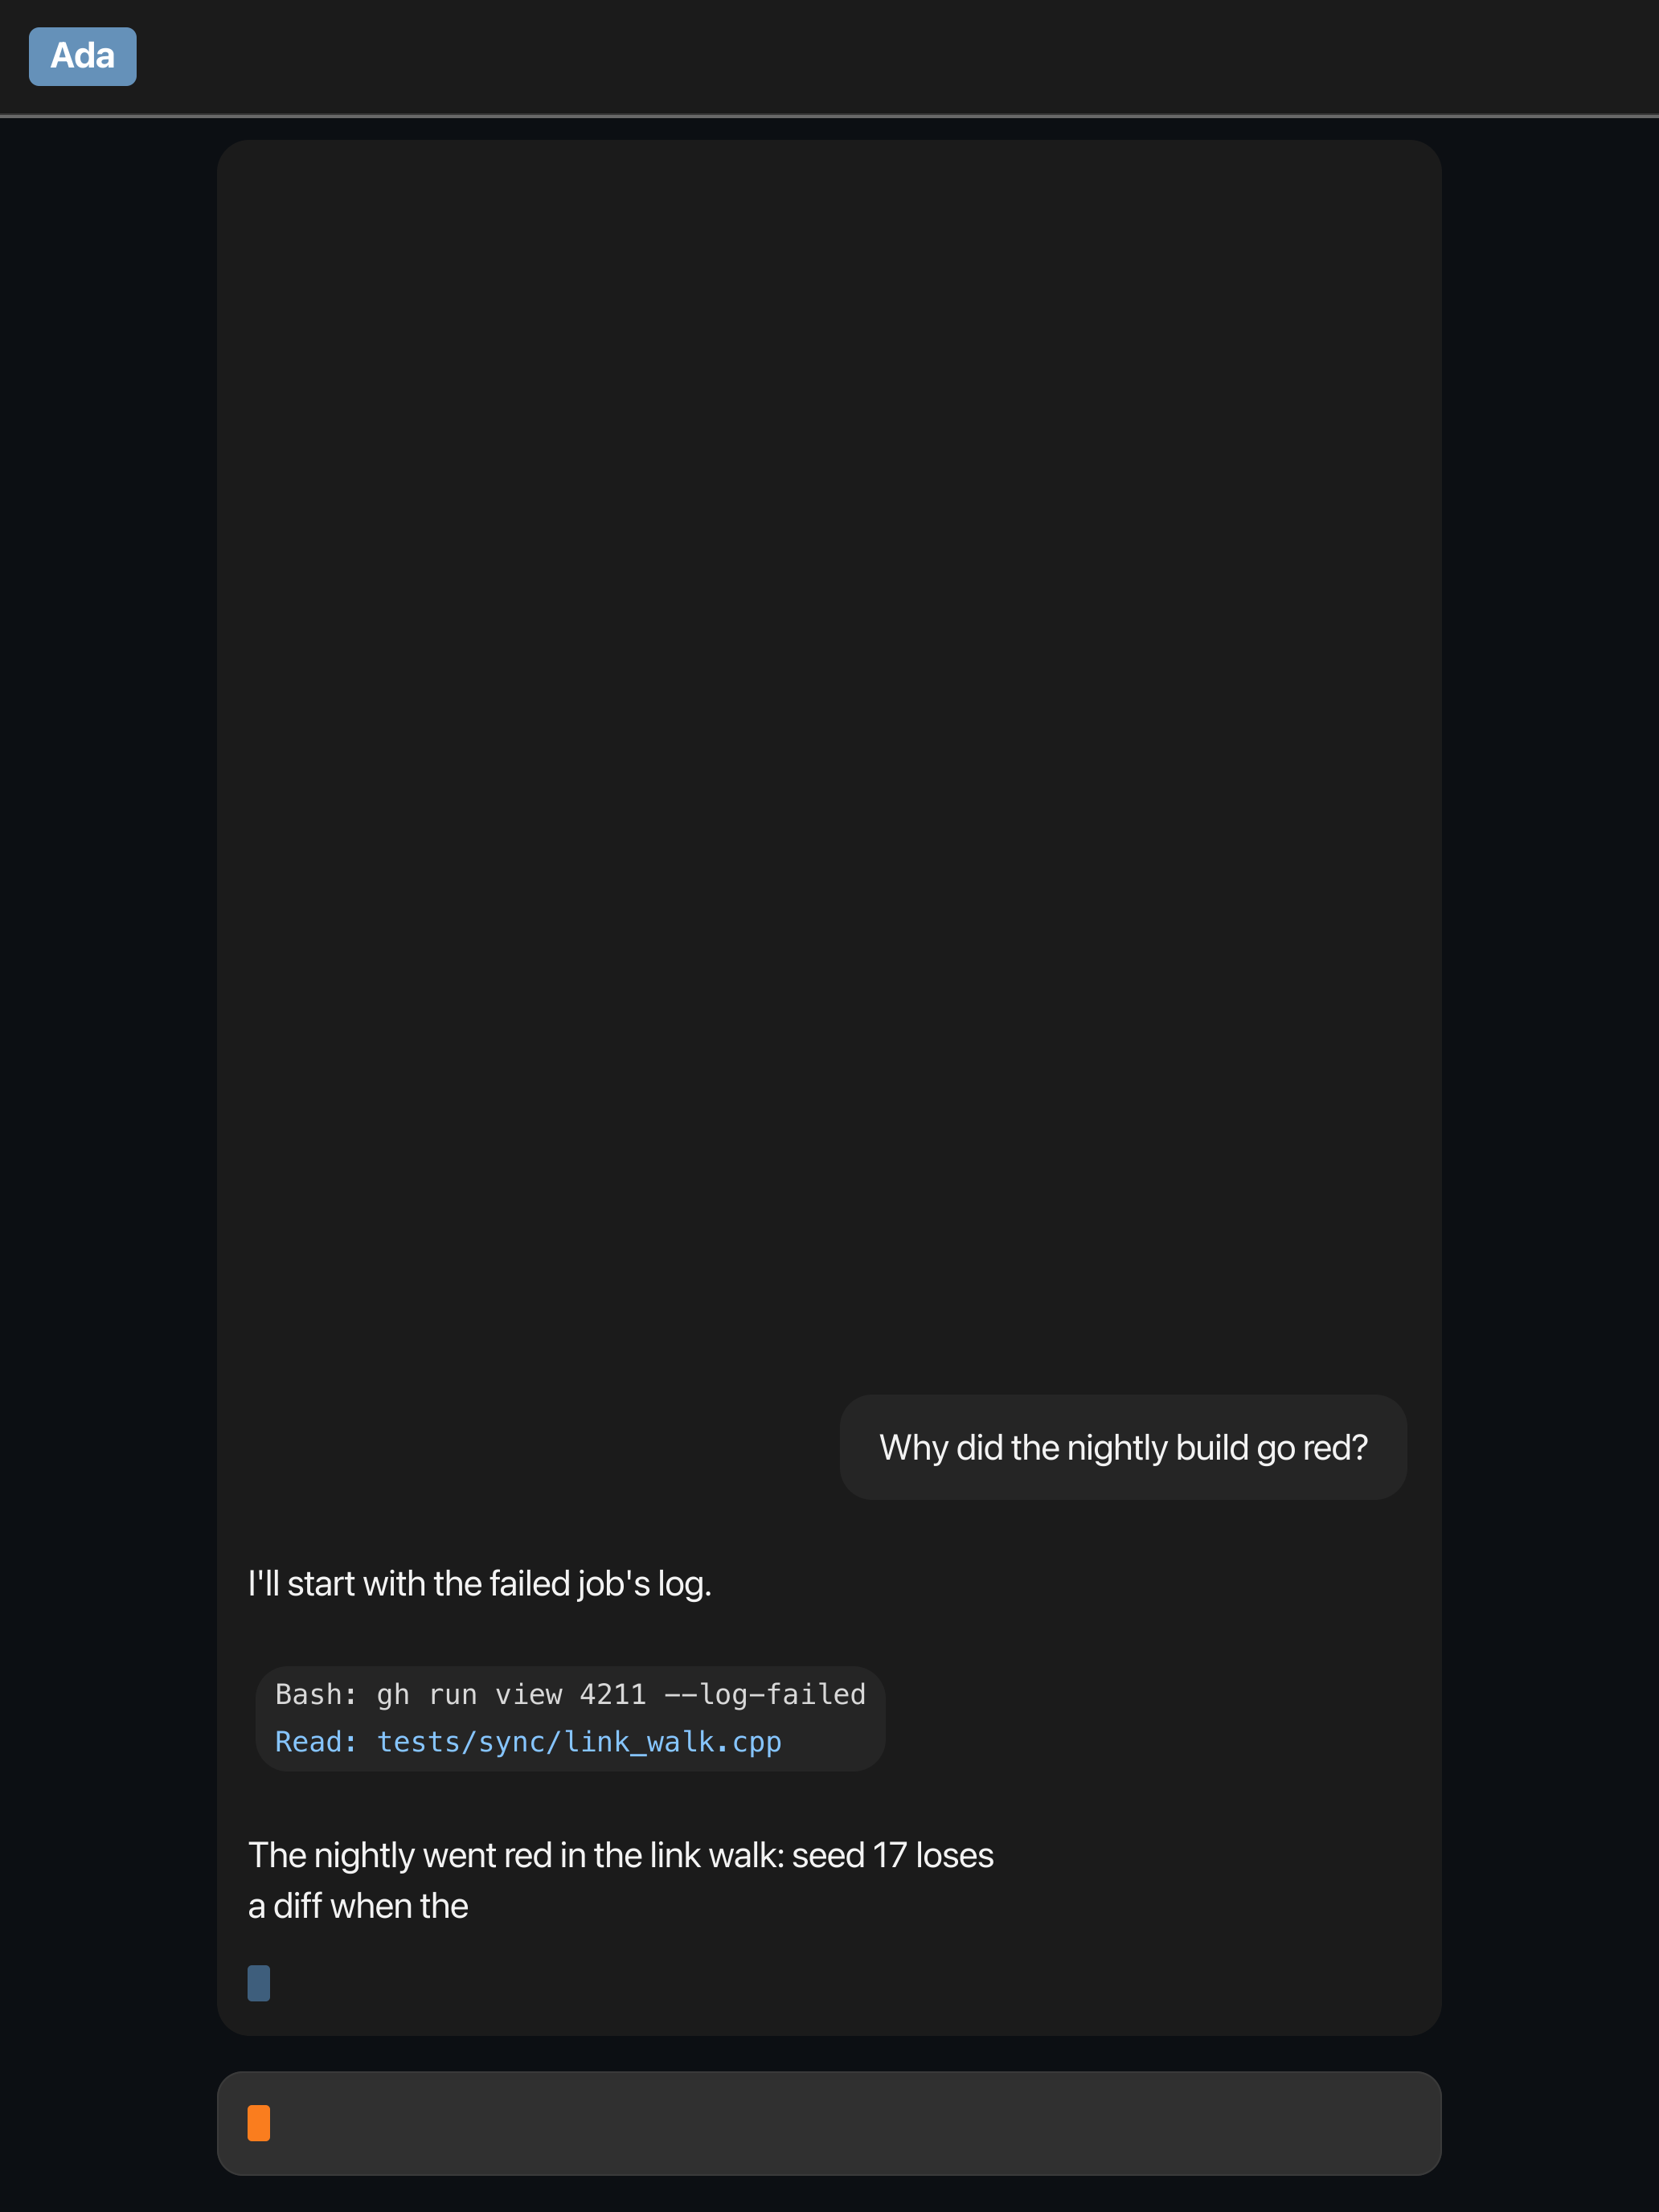 Ada
Why did the nightly build go red?
I'll start with the failed job's log.
Bash: gh run view 4211 --log-failed
Read: tests/sync/link_walk.cpp
The nightly went red in the link walk: seed 17 loses
a diff when the